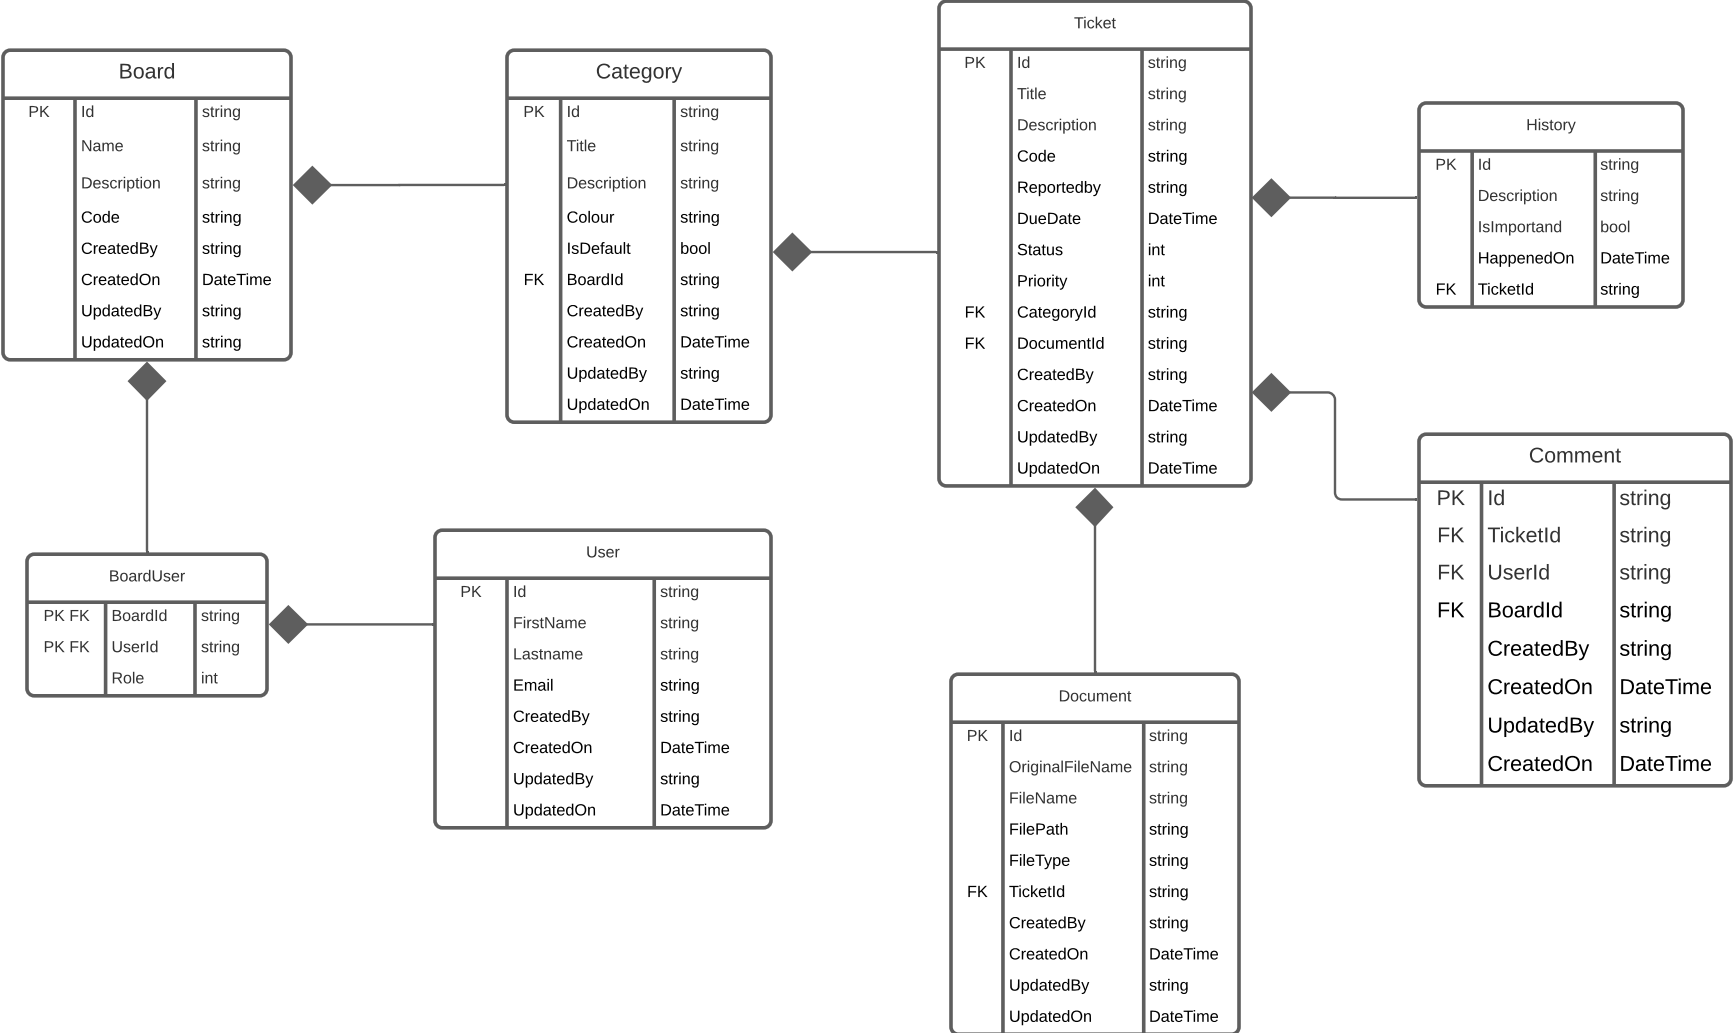 Board
PK Id string
Name string
Description string
Code string
CreatedBy string
CreatedOn DateTime
UpdatedBy string
UpdatedOn string
Category
PK Id string
Title string
Description string
Colour string
IsDefault bool
FK BoardId string
CreatedBy string
CreatedOn DateTime
UpdatedBy string
UpdatedOn DateTime
Ticket
PK Id string
Title string
Description string
Code string
Reportedby string
DueDate DateTime
Status int
Priority int
FK CategoryId string
FK DocumentId string
CreatedBy string
CreatedOn DateTime
UpdatedBy string
UpdatedOn DateTime
History
PK Id string
Description string
IsImportand bool
HappenedOn DateTime
FK TicketId string
Comment
PK Id string
FK TicketId string
FK UserId string
FK BoardId string
CreatedBy string
CreatedOn DateTime
UpdatedBy string
CreatedOn DateTime
BoardUser
PK FK BoardId string
PK FK UserId string
Role int
User
PK Id string
FirstName string
Lastname string
Email string
CreatedBy string
CreatedOn DateTime
UpdatedBy string
UpdatedOn DateTime
Document
PK Id string
OriginalFileName string
FileName string
FilePath string
FileType string
FK TicketId string
CreatedBy string
CreatedOn DateTime
UpdatedBy string
UpdatedOn DateTime